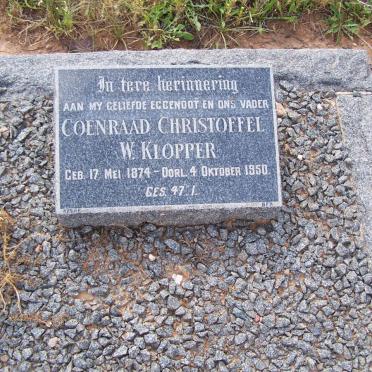 In tere herinnering
AAN MY GELIEFDE EGGENOOT EN ONS VADER
COENRAAD CHRISTOFFEL
W. KLOPPER
GEB. 17 MEI 1874 - OORL. 4 OKTOBER 1950.
GES. 47:1.